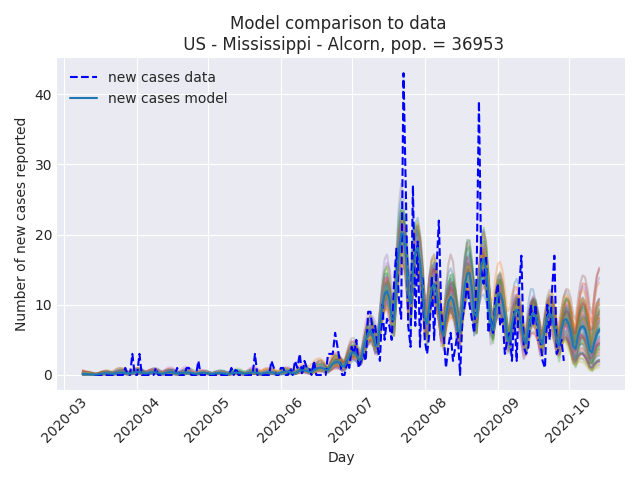 Model comparison to data
US - Mississippi - Alcorn, pop. = 36953
new cases data
new cases model
Number of new cases reported
40
30
20
10
0
2020-03
2020-04
2020-05
2020-06
2020-07
2020-08
2020-09
2020-10
Day